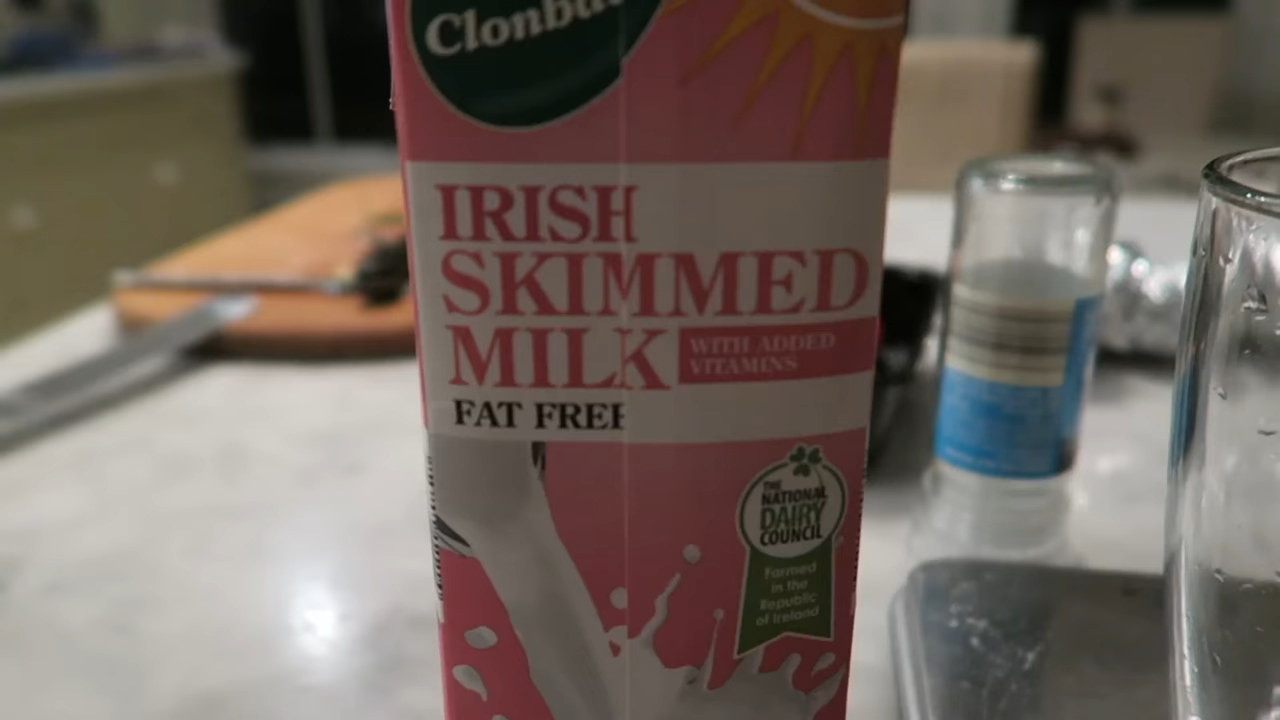 IRISH
SKIMMED
MILK
WITH ADDED
VITAMINS
FAT FREE
THE
NATIONAL
DAIRY
COUNCIL
Farmed
in the
Republic
of Ireland